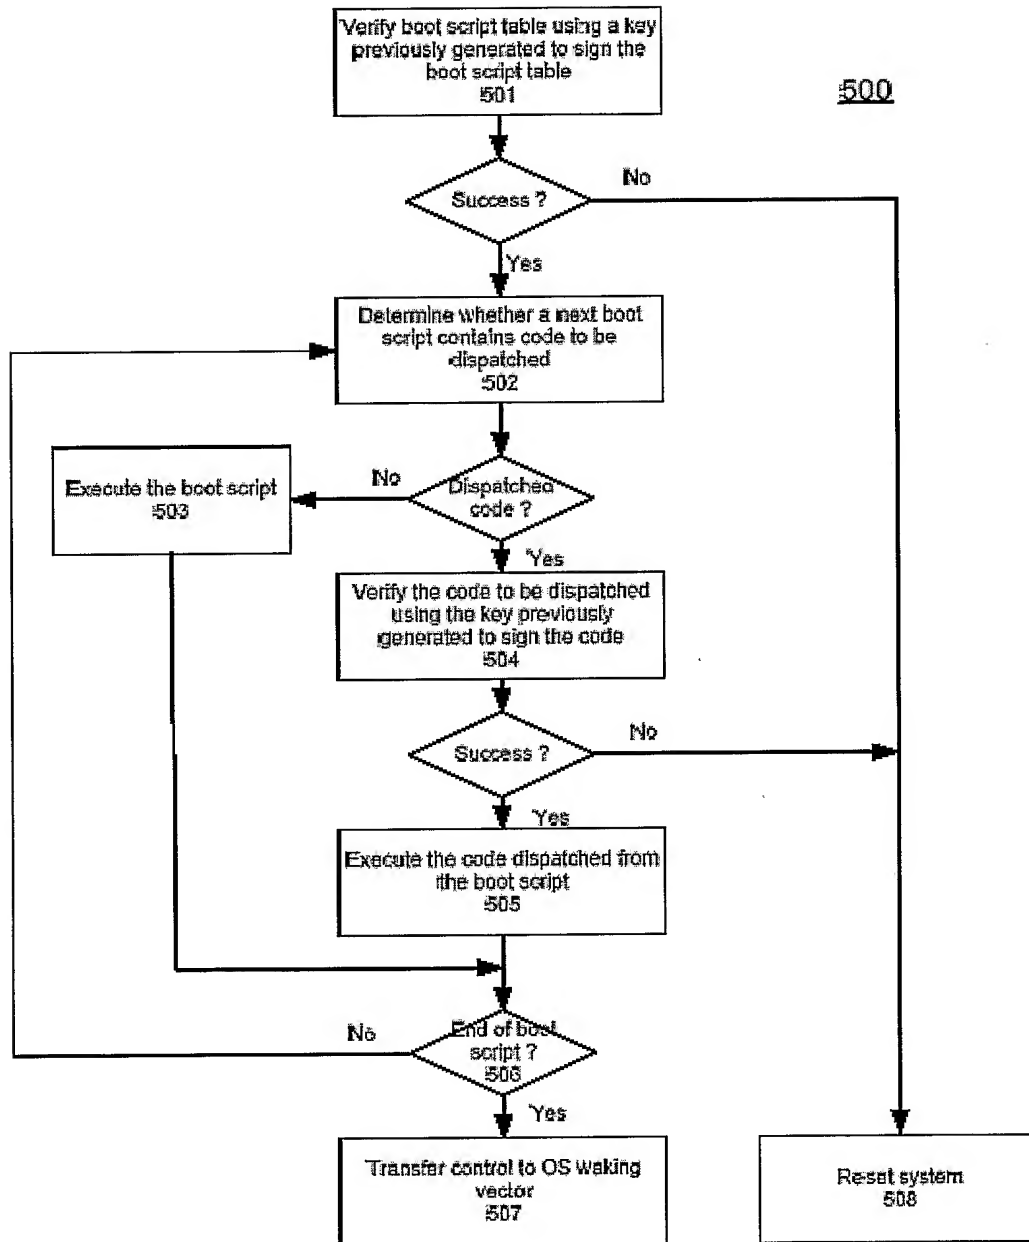 Verify boot script table using a key
previously generated to sign the
boot script table
501
500
Success ?
No
Yes
Determine whether a next boot
script contains code to be
dispatched
502
Execute the boot script
503
No
Dispatched
code ?
Yes
Verify the code to be dispatched
using the key previously
generated to sign the code
504
Success ?
No
Yes
Execute the code dispatched from
the boot script
505
No
End of boot
script ?
506
Yes
Transfer control to OS waking
vector
507
Reset system
508